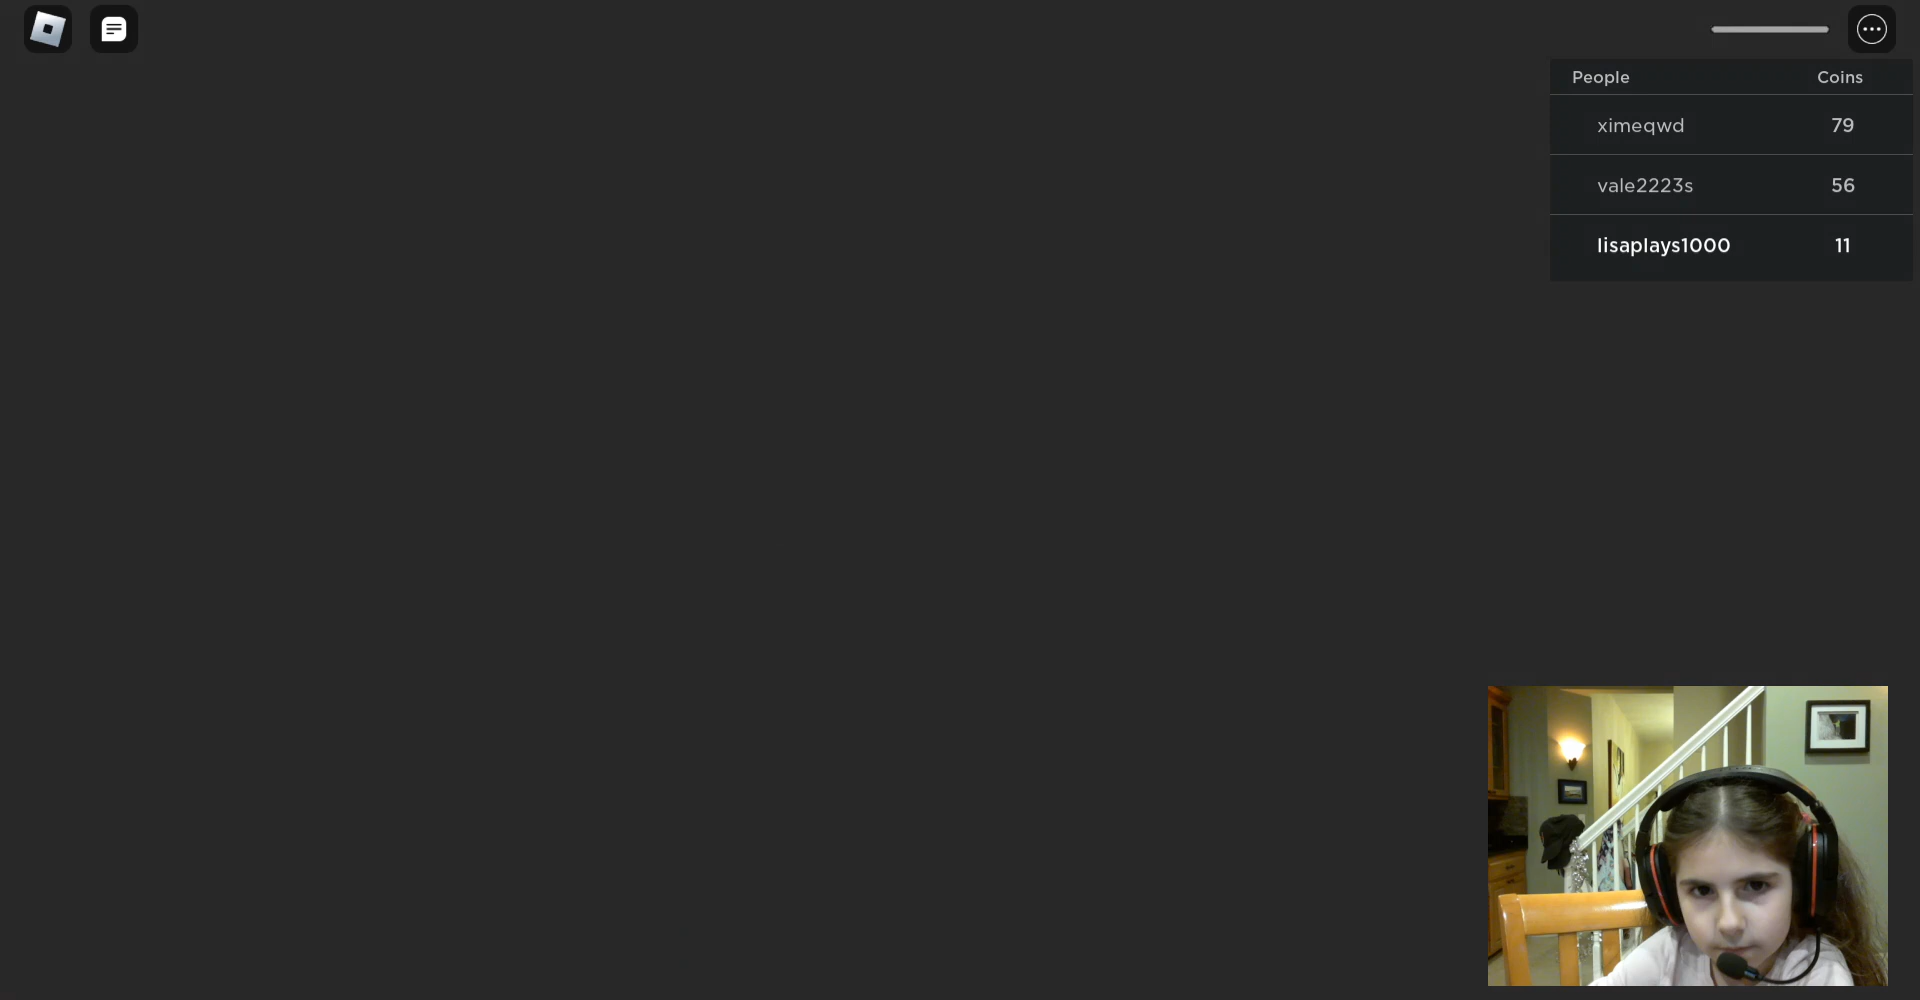 People Coins
ximeqwd 79
vale2223s 56
lisaplays1000 11